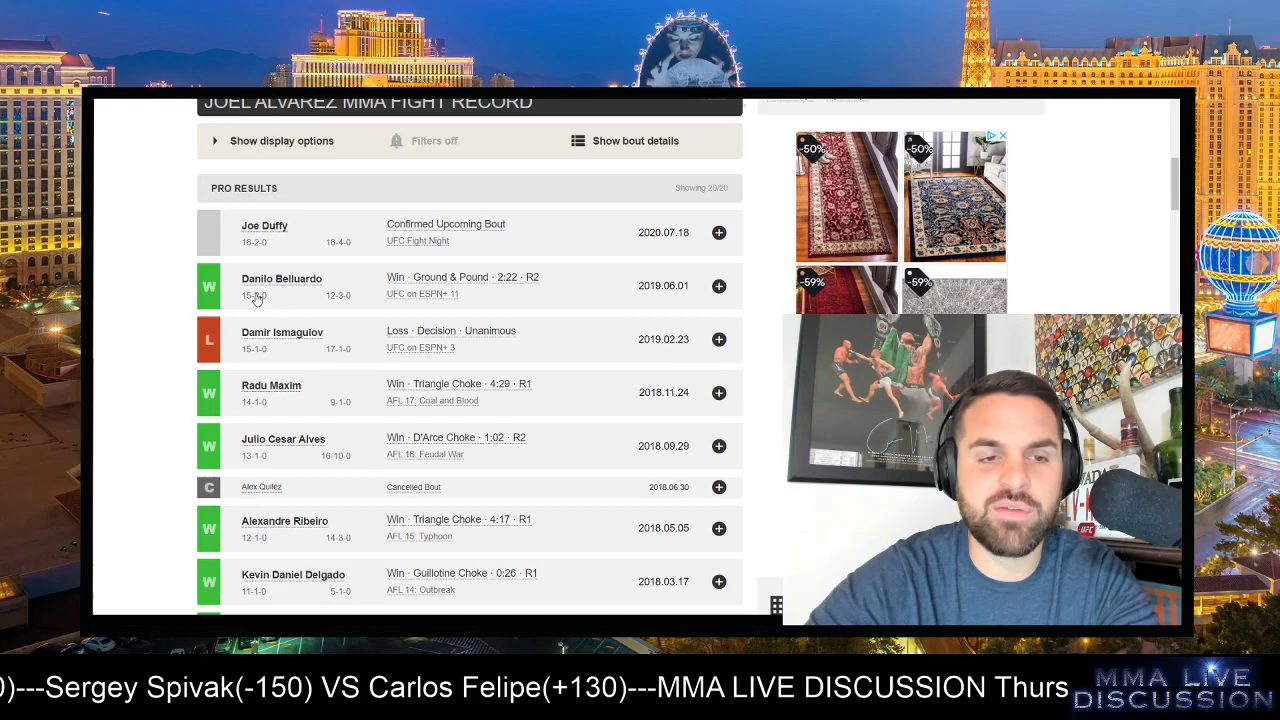 JOEL ALVAREZ MMA FIGHT RECORD
Show display options
Filters off
Show bout details
PRO RESULTS
Showing 20/20
Joe Duffy
Confirmed Upcoming Bout
16-2-0
16-4-0
UFC Fight Night
2020.07.18
W
Danilo Belluardo
Win · Ground & Pound · 2:22 · R2
12-3-0
UFC on ESPN+ 11
2019.06.01
L
Damir Ismagulov
Loss · Decision · Unanimous
15-1-0
17-1-0
UFC on ESPN+ 3
2019.02.23
W
Radu Maxim
Win · Triangle Choke · 4:29 · R1
14-1-0
9-1-0
AFL 17: Coal and Blood
2018.11.24
W
Julio Cesar Alves
Win · D'Arce Choke · 1:02 · R2
13-1-0
16-10-0
AFL 16: Feudal War
2018.09.29
C
Alex Quilez
Cancelled Bout
2018.06.30
W
Alexandre Ribeiro
Win · Triangle Choke · 4:17 · R1
12-1-0
14-3-0
AFL 15: Typhoon
2018.05.05
W
Kevin Daniel Delgado
Win · Guillotine Choke · 0:26 · R1
11-1-0
5-1-0
AFL 14: Outbreak
2018.03.17
-50%
-50%
-59%
-59%
UFC
0)---Sergey Spivak(-150) VS Carlos Felipe(+130)---MMA LIVE DISCUSSION Thurs
MMA LIVE
DISCUSSION